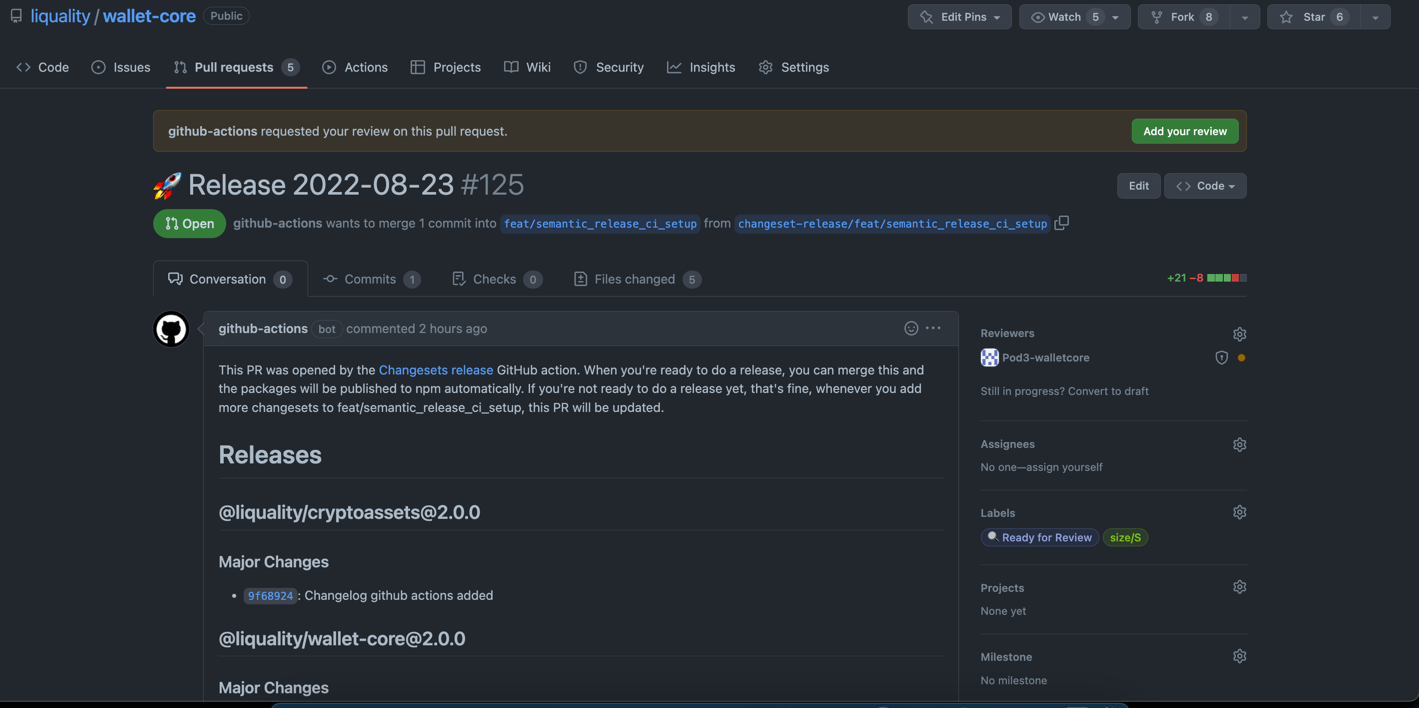 liquality / wallet-core Public
Edit Pins Watch 5 Fork 8 Star 6
Code Issues Pull requests 5 Actions Projects Wiki Security Insights Settings
github-actions requested your review on this pull request. Add your review
🚀 Release 2022-08-23 #125 Edit Code
Open github-actions wants to merge 1 commit into feat/semantic_release_ci_setup from changeset-release/feat/semantic_release_ci_setup
Conversation 0 Commits 1 Checks 0 Files changed 5 +21 −8
github-actions bot commented 2 hours ago
This PR was opened by the Changesets release GitHub action. When you're ready to do a release, you can merge this and
the packages will be published to npm automatically. If you're not ready to do a release yet, that's fine, whenever you add
more changesets to feat/semantic_release_ci_setup, this PR will be updated.
Releases
@liquality/cryptoassets@2.0.0
Major Changes
• 9f68924: Changelog github actions added
@liquality/wallet-core@2.0.0
Major Changes
Reviewers
Pod3-walletcore
Still in progress? Convert to draft
Assignees
No one—assign yourself
Labels
🔍 Ready for Review size/S
Projects
None yet
Milestone
No milestone